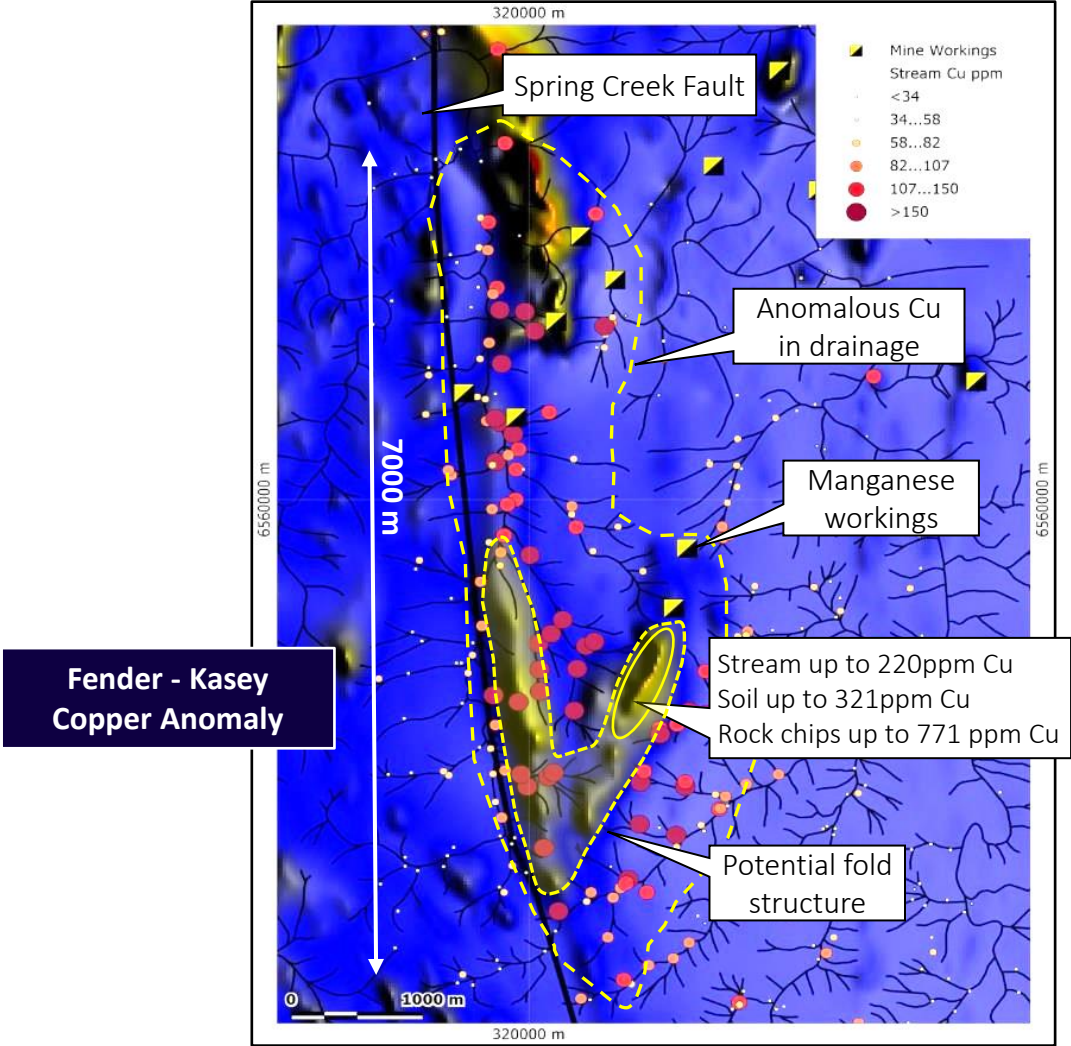 320000 m
Mine Workings
Stream Cu ppm
<34
34...58
58...82
82...107
107...150
>150
Spring Creek Fault
Anomalous Cu
in drainage
7000 m
Manganese
workings
6560000 m
6560000 m
Fender - Kasey
Copper Anomaly
Stream up to 220ppm Cu
Soil up to 321ppm Cu
Rock chips up to 771 ppm Cu
Potential fold
structure
0 1000 m
320000 m